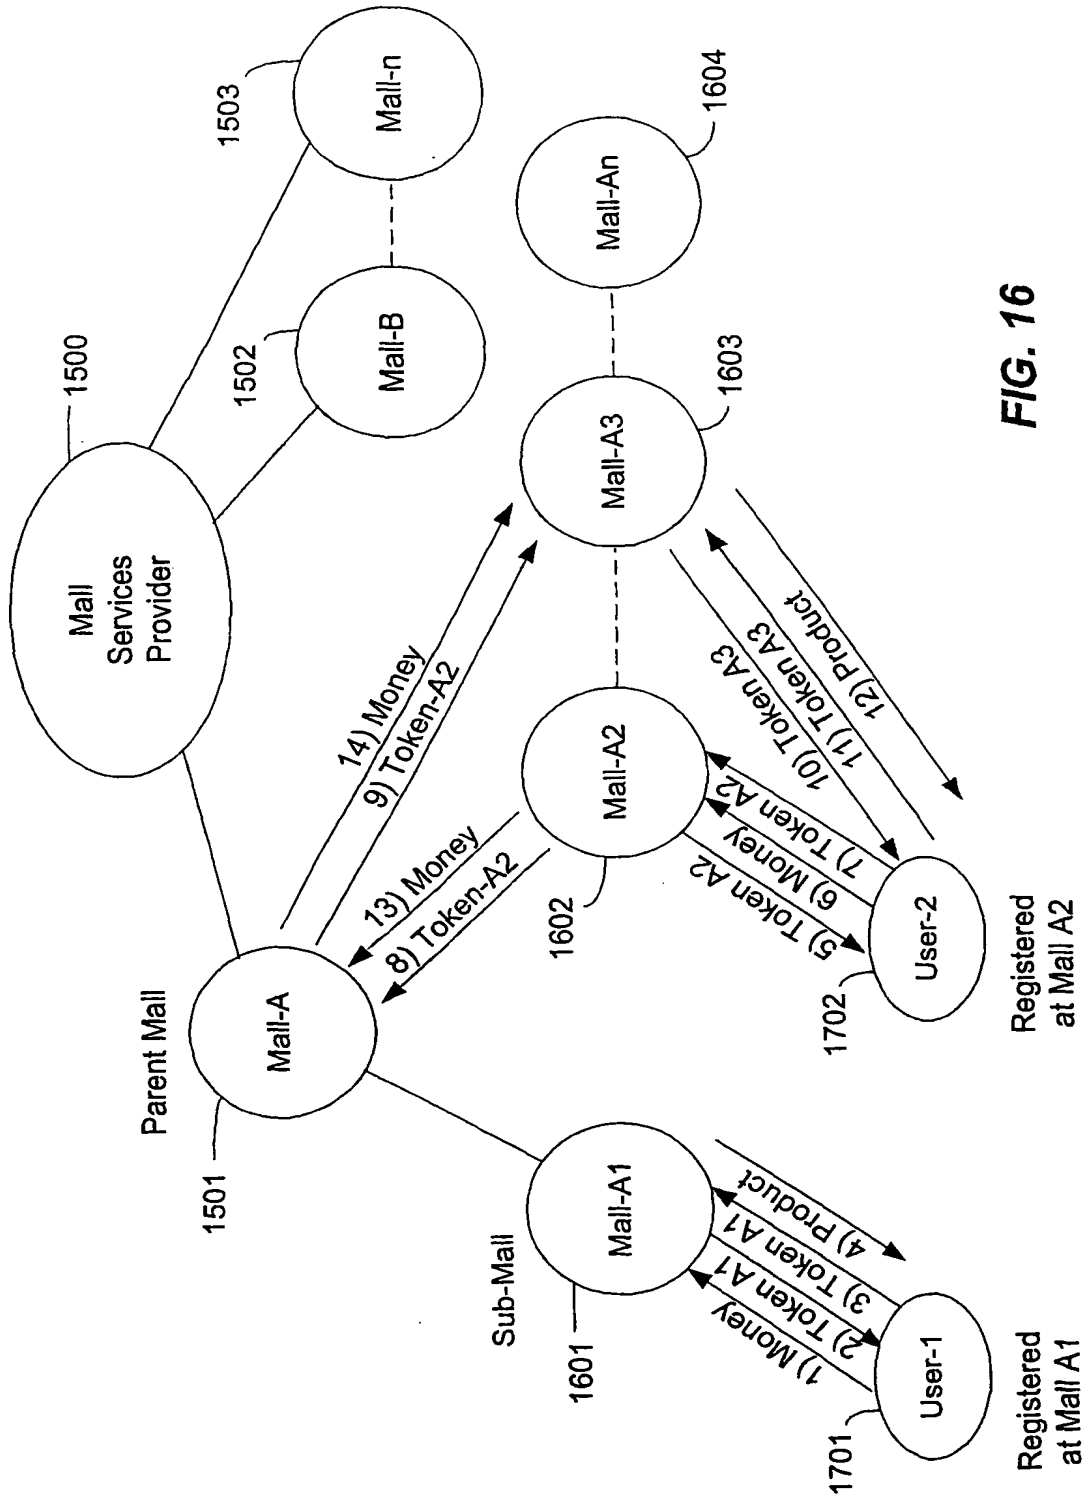 1500
Mall
Services
Provider
1503
Mall-n
1502
Mall-B
Parent Mall
1501
Mall-A
14) Money
9) Token-A2
13) Money
8) Token-A2
Sub-Mall
1601
Mall-A1
1602
Mall-A2
Mall-A3
1603
Mall-An
1604
1) Money
2) Token A1
3) Token A1
4) Product
5) Token A2
6) Money
7) Token A2
10) Token A3
11) Token A3
12) Product
1701
User-1
Registered
at Mall A1
1702
User-2
Registered
at Mall A2
FIG. 16